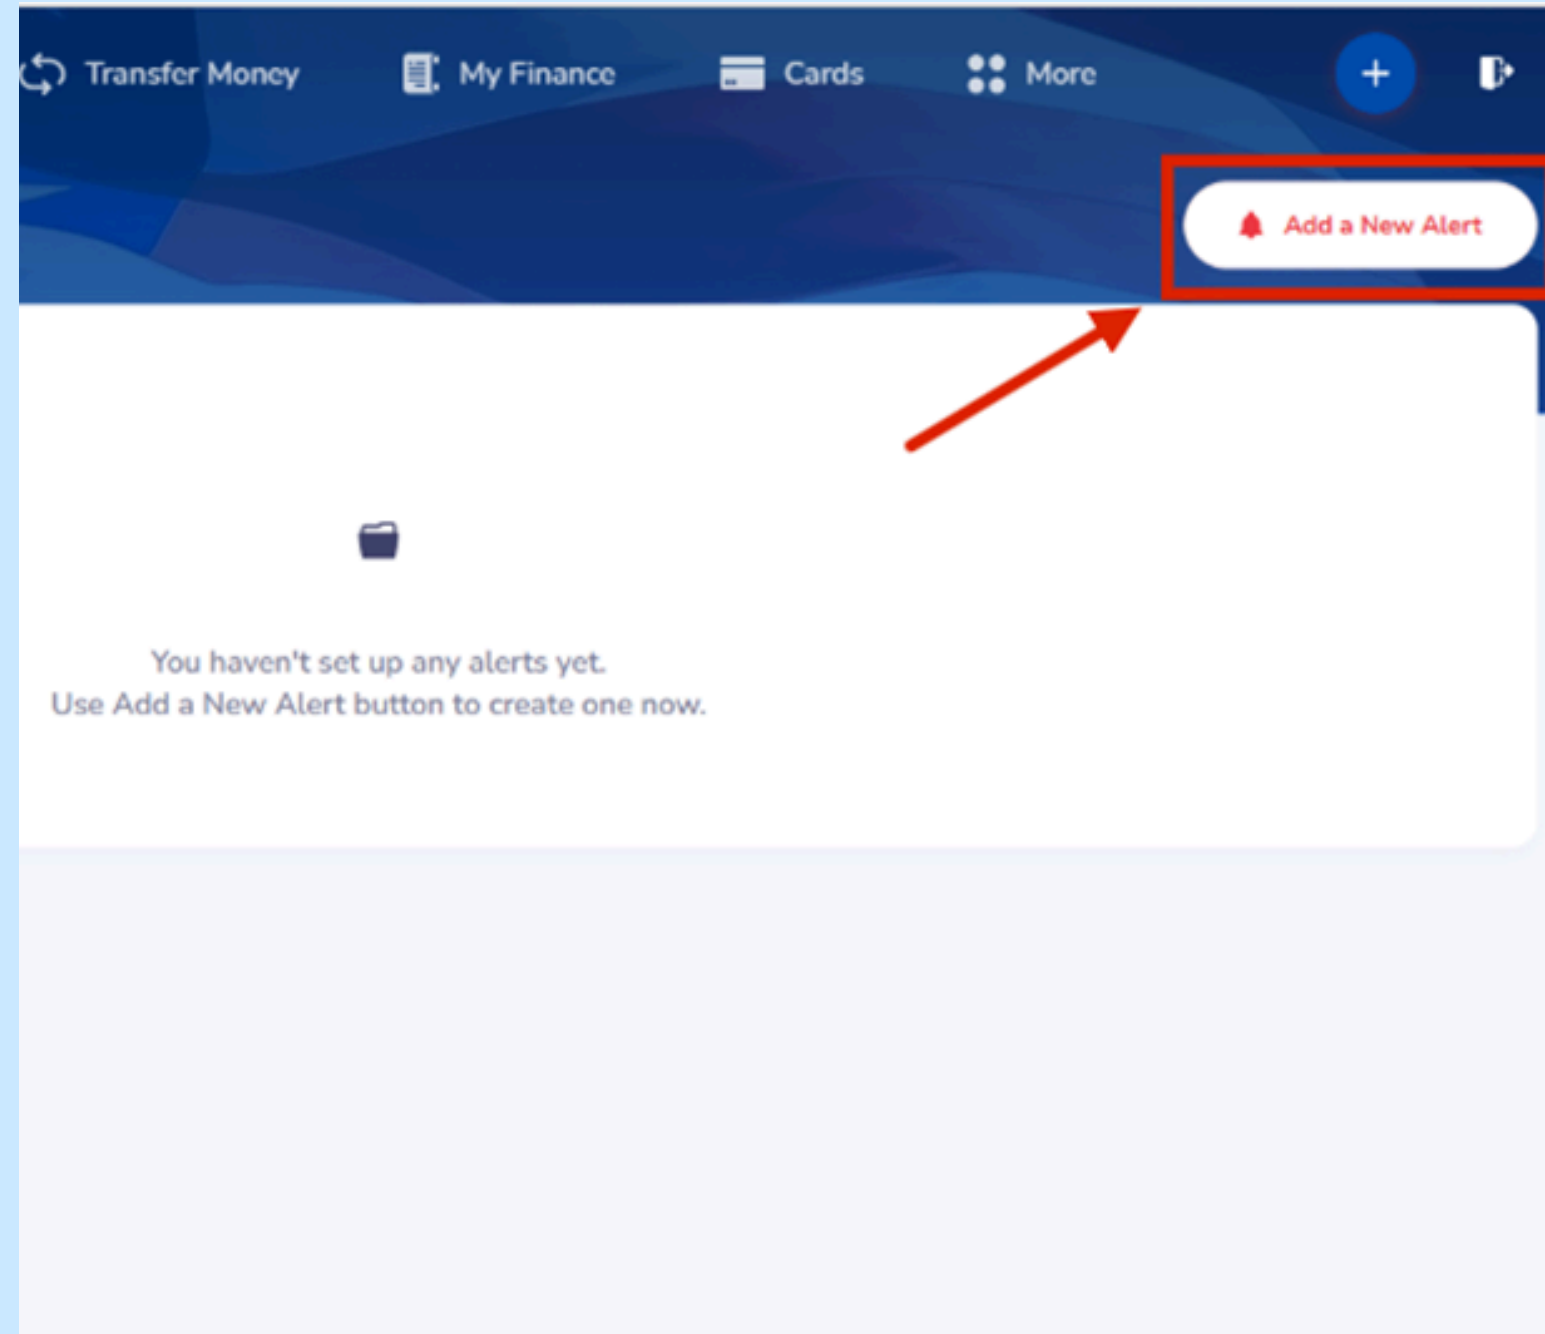 Transfer Money My Finance Cards More
Add a New Alert
You haven't set up any alerts yet.
Use Add a New Alert button to create one now.